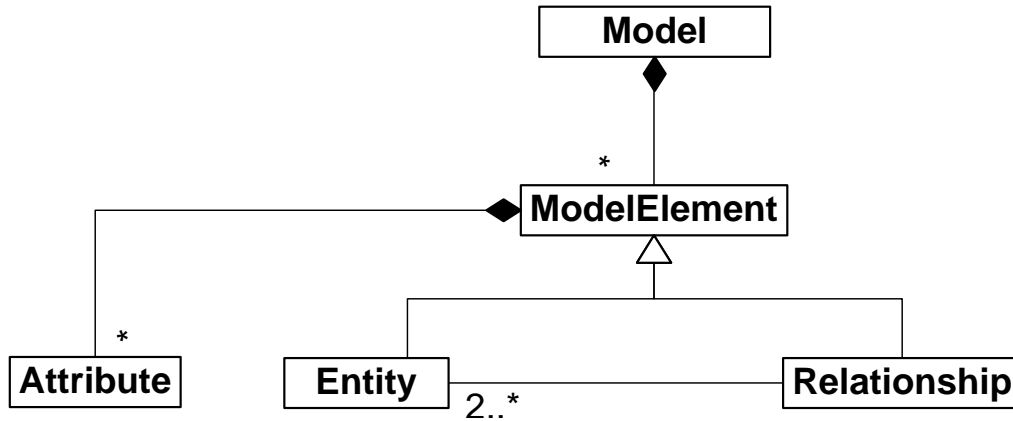 Model
*
ModelElement
*
Attribute
Entity
Relationship
2..*